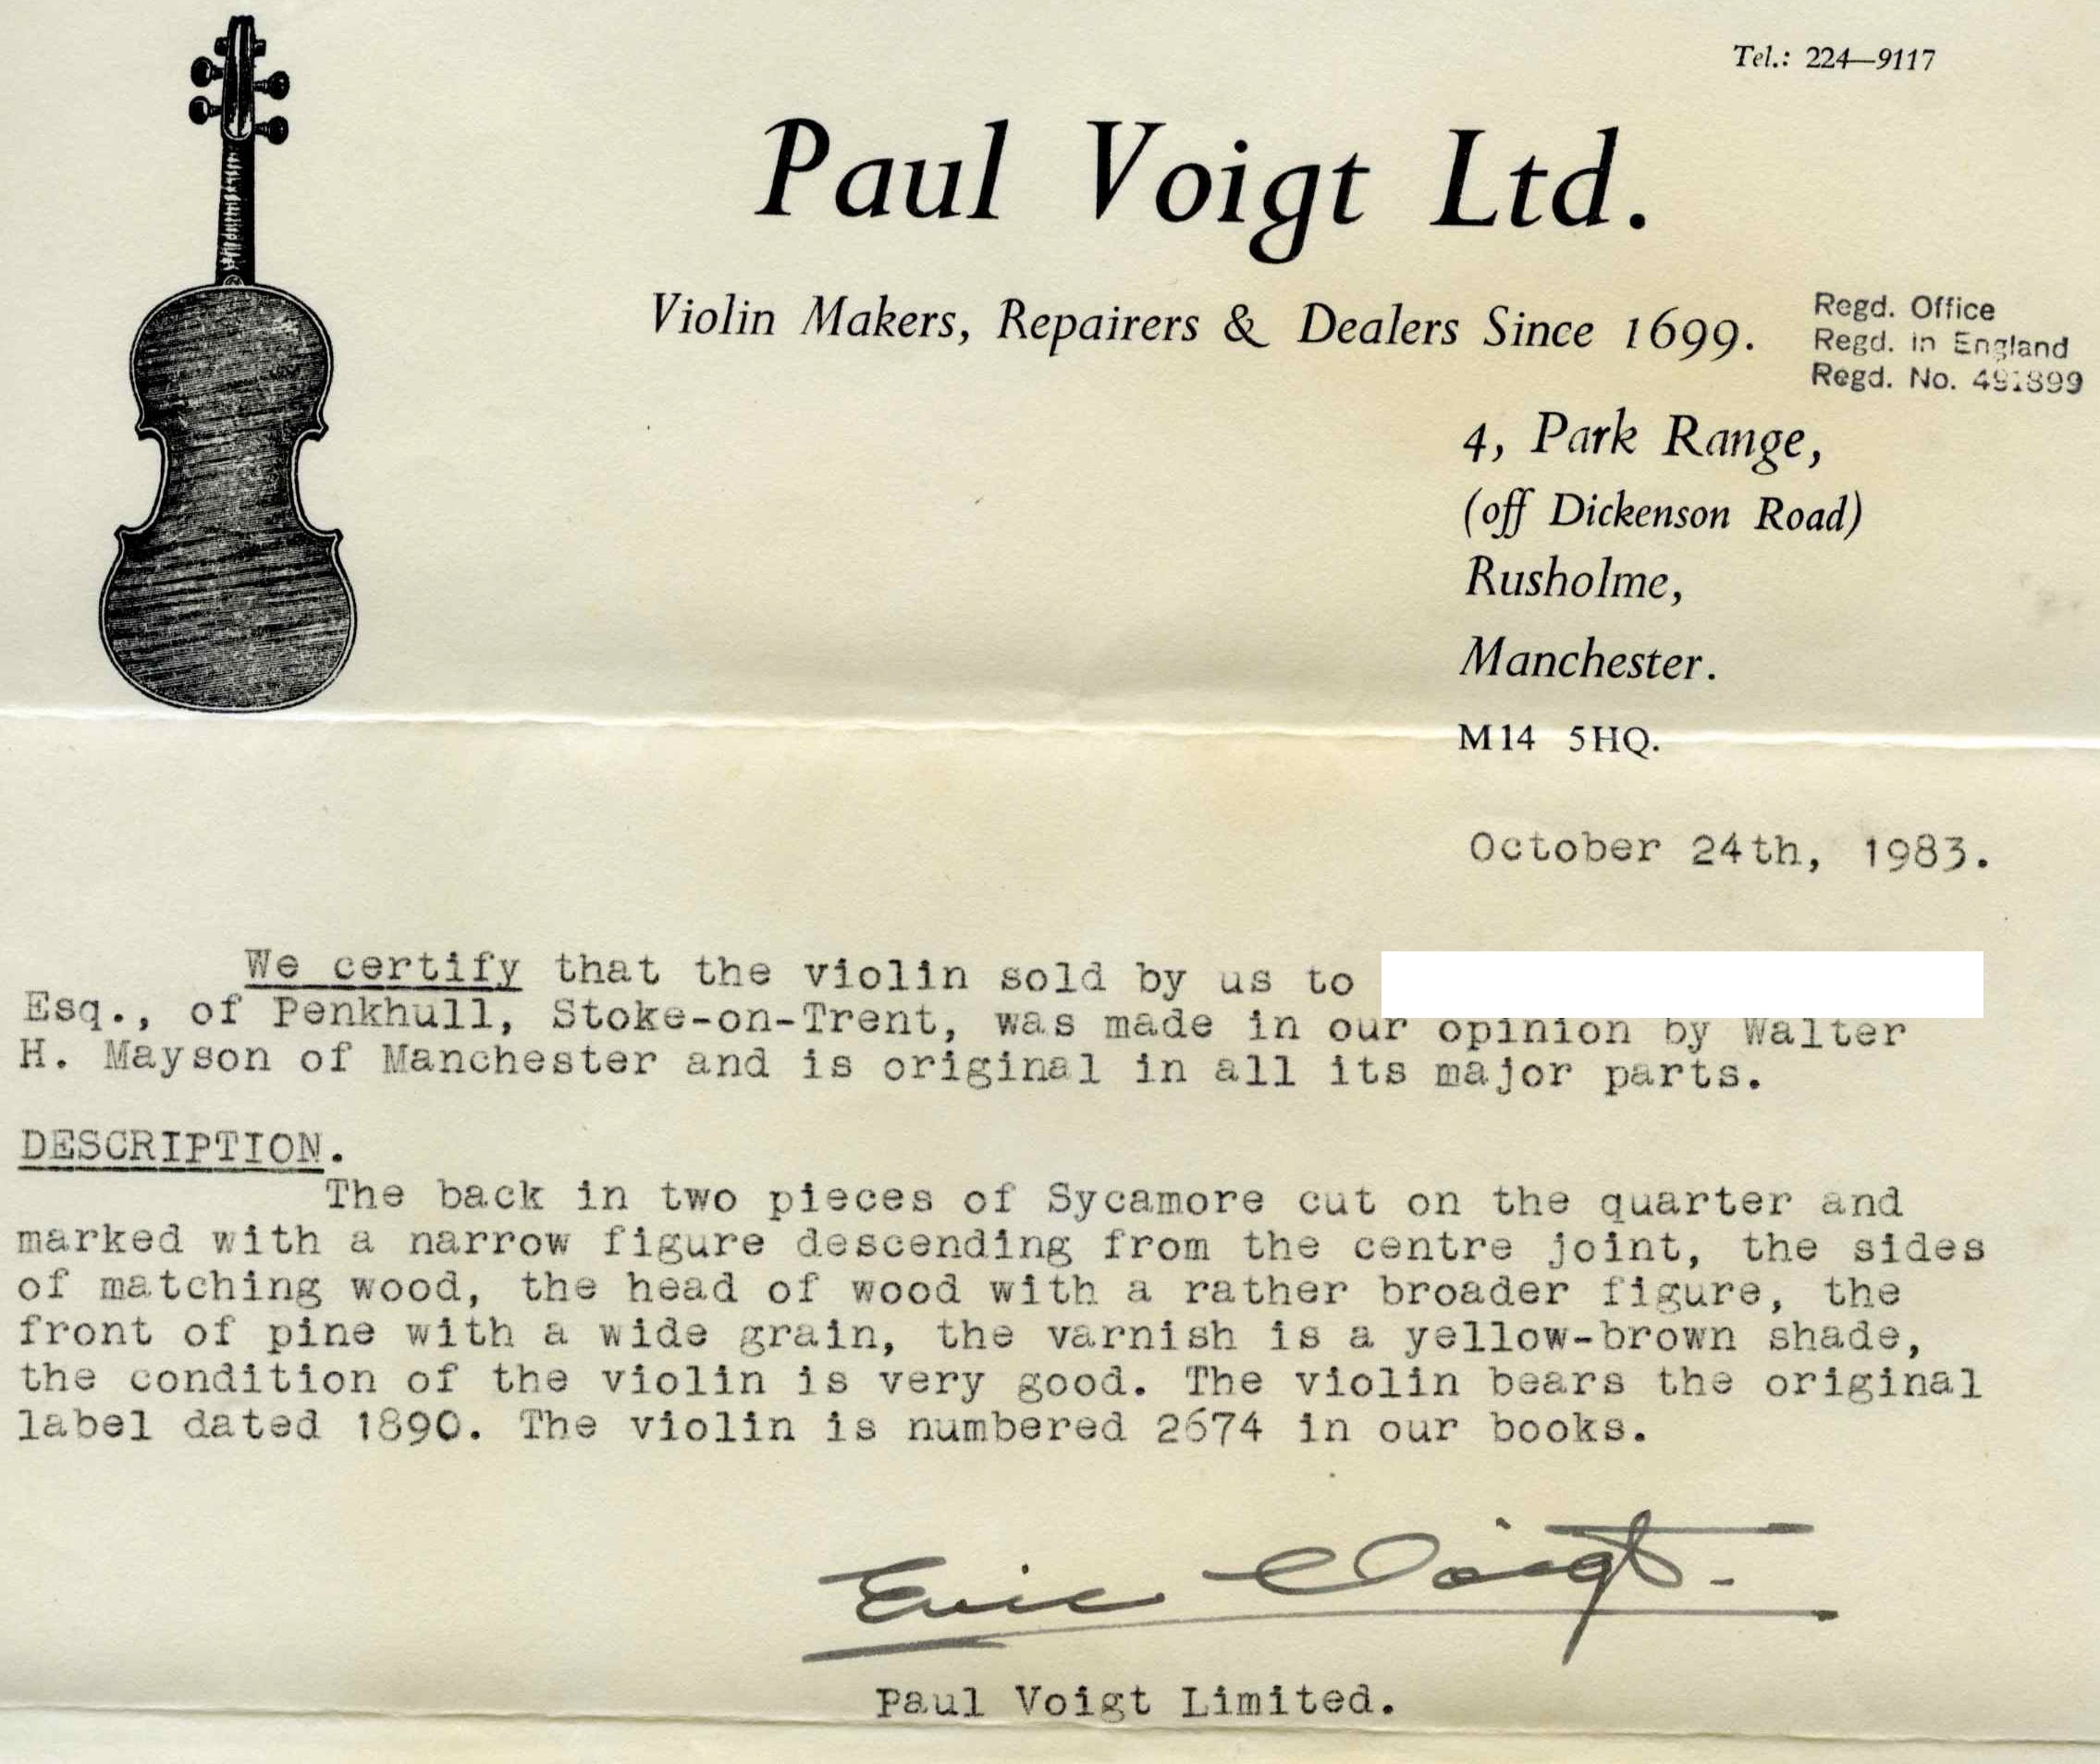 Tel.: 224—9117
Paul Voigt Ltd.
Violin Makers, Repairers & Dealers Since 1699.
Regd. Office
Regd. in England
Regd. No. 491899
4, Park Range,
(off Dickenson Road)
Rusholme,
Manchester.
M14 5HQ.
October 24th, 1983.
We certify that the violin sold by us to
Esq., of Penkhull, Stoke-on-Trent, was made in our opinion by Walter
H. Mayson of Manchester and is original in all its major parts.
DESCRIPTION.
The back in two pieces of Sycamore cut on the quarter and
marked with a narrow figure descending from the centre joint, the sides
of matching wood, the head of wood with a rather broader figure, the
front of pine with a wide grain, the varnish is a yellow-brown shade,
the condition of the violin is very good. The violin bears the original
label dated 1890. The violin is numbered 2674 in our books.
Eric Voigt.
Paul Voigt Limited.